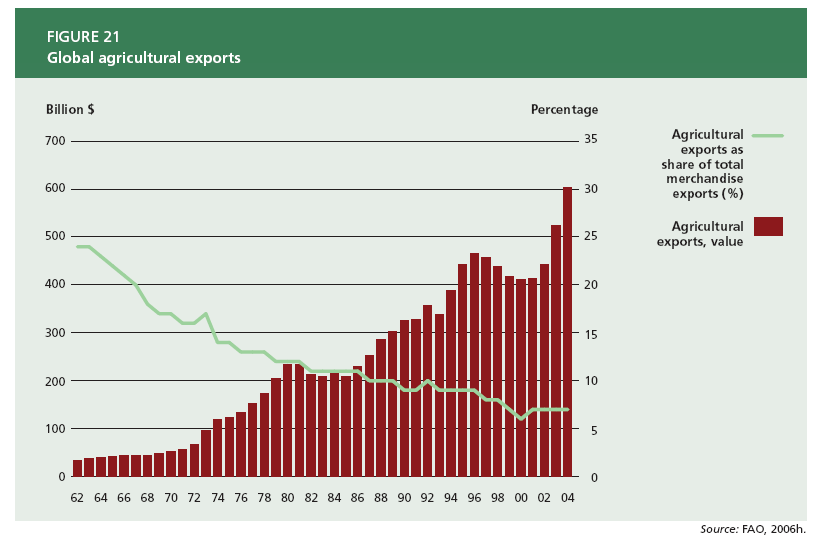 FIGURE 21
Global agricultural exports
Billion $
Percentage
700
600
500
400
300
200
100
0
35
30
25
20
15
10
5
0
62 64 66 68 70 72 74 76 78 80 82 84 86 88 90 92 94 96 98 00 02 04
Agricultural
exports as
share of total
merchandise
exports (%)
Agricultural
exports, value
Source: FAO, 2006h.